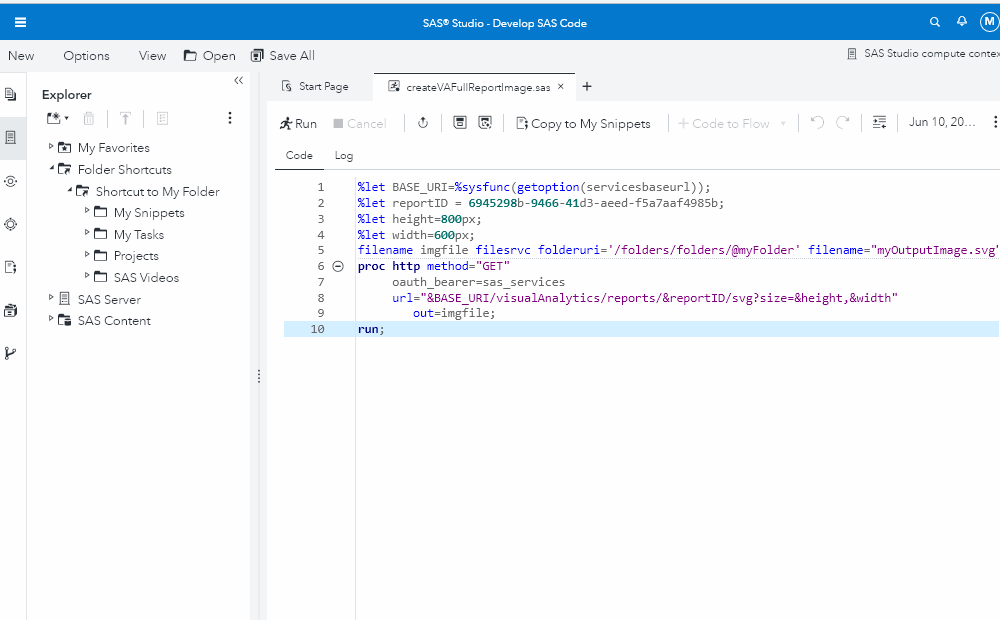 SAS® Studio - Develop SAS Code
M
New Options View Open Save All
SAS Studio compute contex
Explorer
My Favorites
Folder Shortcuts
Shortcut to My Folder
My Snippets
My Tasks
Projects
SAS Videos
SAS Server
SAS Content
Start Page createVAFullReportImage.sas × +
Run Cancel Copy to My Snippets + Code to Flow Jun 10, 20...
Code Log
1 %let BASE_URI=%sysfunc(getoption(servicesbaseurl));
2 %let reportID = 6945298b-9466-41d3-aeed-f5a7aaf4985b;
3 %let height=800px;
4 %let width=600px;
5 filename imgfile filesrvc folderuri='/folders/folders/@myFolder' filename="myOutputImage.svg"
6 proc http method="GET"
7 oauth_bearer=sas_services
8 url="&BASE_URI/visualAnalytics/reports/&reportID/svg?size=&height,&width"
9 out=imgfile;
10 run;